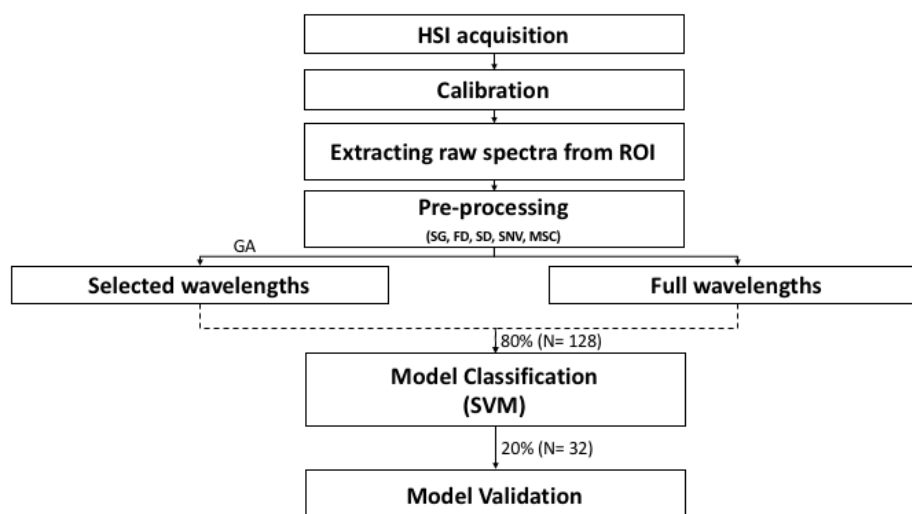 HSI acquisition
Calibration
Extracting raw spectra from ROI
Pre-processing
(SG, FD, SD, SNV, MSC)
GA
Selected wavelengths
Full wavelengths
80% (N= 128)
Model Classification
(SVM)
20% (N= 32)
Model Validation